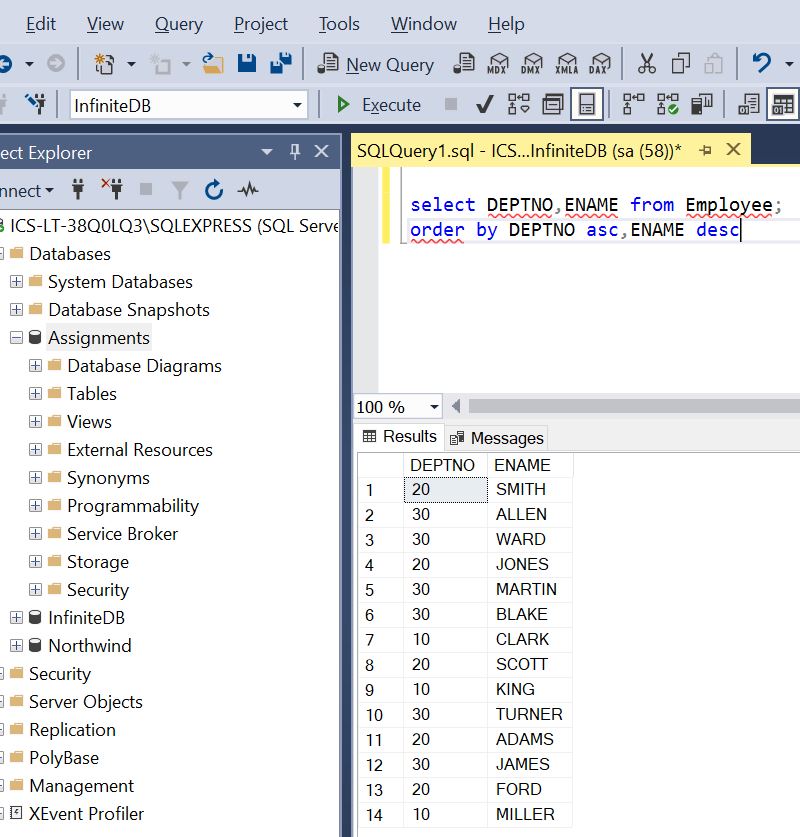 Edit View Query Project Tools Window Help
New Query MDX DMX XMLA DAX
InfiniteDB Execute
ect Explorer
nnect
ICS-LT-38Q0LQ3\SQLEXPRESS (SQL Serve
Databases
System Databases
Database Snapshots
Assignments
Database Diagrams
Tables
Views
External Resources
Synonyms
Programmability
Service Broker
Storage
Security
InfiniteDB
Northwind
Security
Server Objects
Replication
PolyBase
Management
XEvent Profiler
SQLQuery1.sql - ICS...InfiniteDB (sa (58))*
select DEPTNO,ENAME from Employee;
order by DEPTNO asc,ENAME desc
100 %
Results Messages
DEPTNO ENAME
1 20 SMITH
2 30 ALLEN
3 30 WARD
4 20 JONES
5 30 MARTIN
6 30 BLAKE
7 10 CLARK
8 20 SCOTT
9 10 KING
10 30 TURNER
11 20 ADAMS
12 30 JAMES
13 20 FORD
14 10 MILLER